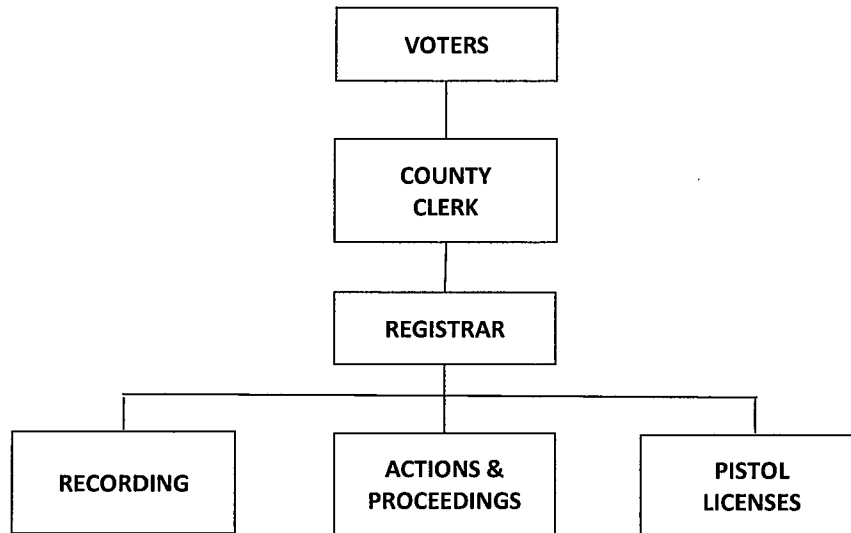 VOTERS
COUNTY
CLERK
REGISTRAR
RECORDING
ACTIONS &
PROCEEDINGS
PISTOL
LICENSES